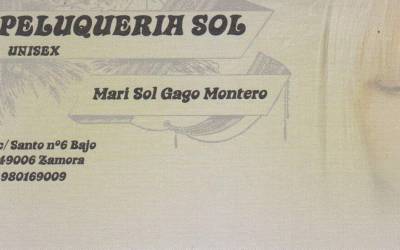 PELUQUERIA SOL
UNISEX
Mari Sol Gago Montero
c/ Santo nº6 Bajo
49006 Zamora
980169009